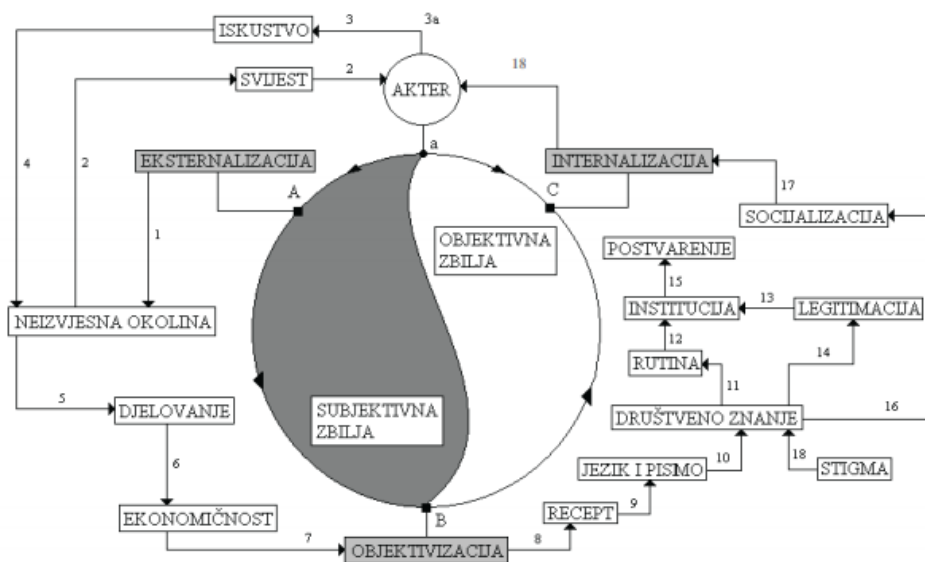 ISKUSTVO
3
3a
SVIJEST
2
AKTER
18
4
2
EKSTERNALIZACIJA
a
INTERNALIZACIJA
A
C
17
1
SOCIJALIZACIJA
OBJEKTIVNA
ZBILJA
POSTVARENJE
15
NEIZVJESNA OKOLINA
INSTITUCIJA
13
LEGITIMACIJA
12
14
RUTINA
11
5
DJELOVANJE
SUBJEKTIVNA
ZBILJA
DRUŠTVENO ZNANJE
16
6
JEZIK I PISIMO
10
18
STIGMA
EKONOMIČNOST
B
RECEPT
9
7
OBJEKTIVIZACIJA
8